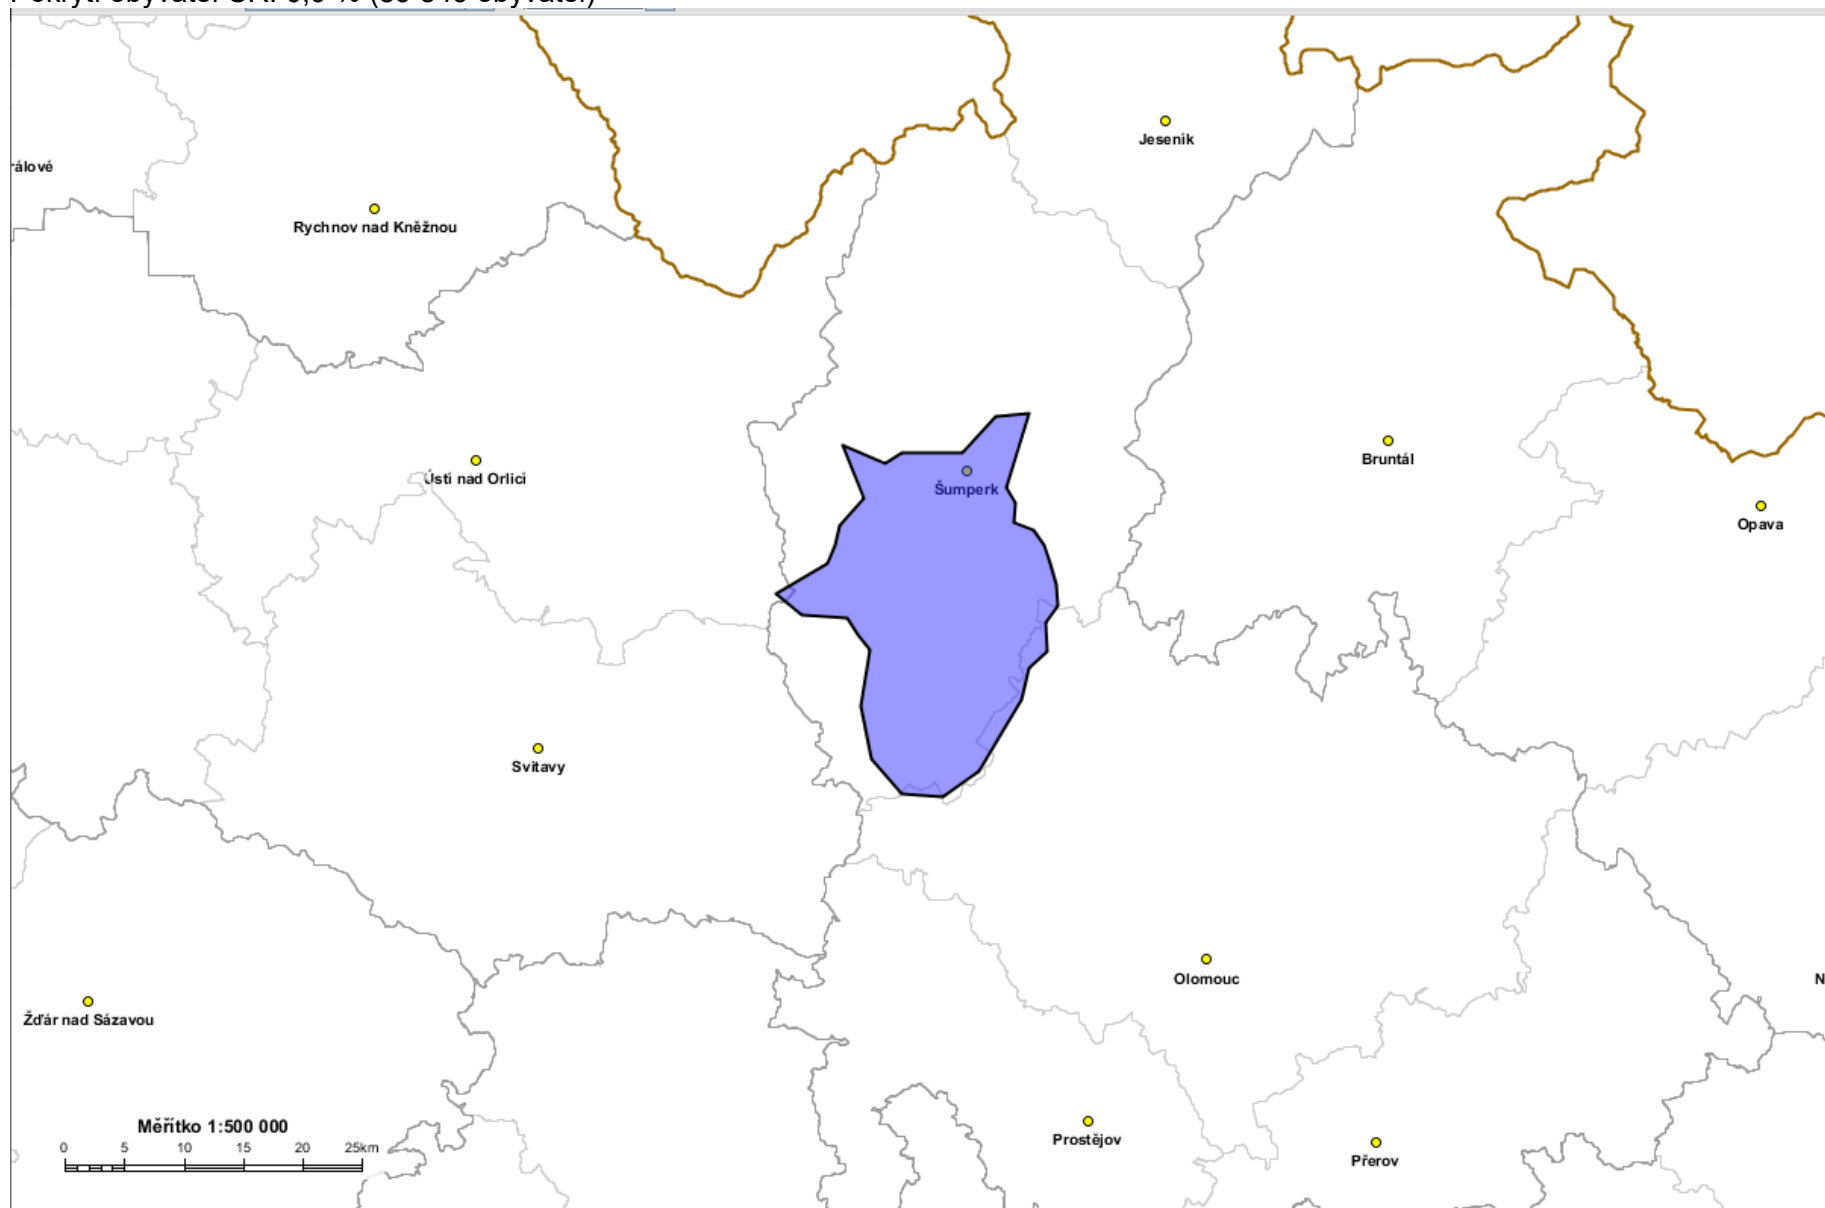 Jeseník
rálové
Rychnov nad Kněžnou
Ústí nad Orlicí
Šumperk
Bruntál
Opava
Svitavy
Olomouc
N
Žďár nad Sázavou
Měřítko 1:500 000
0 5 10 15 20 25km
Prostějov
Přerov